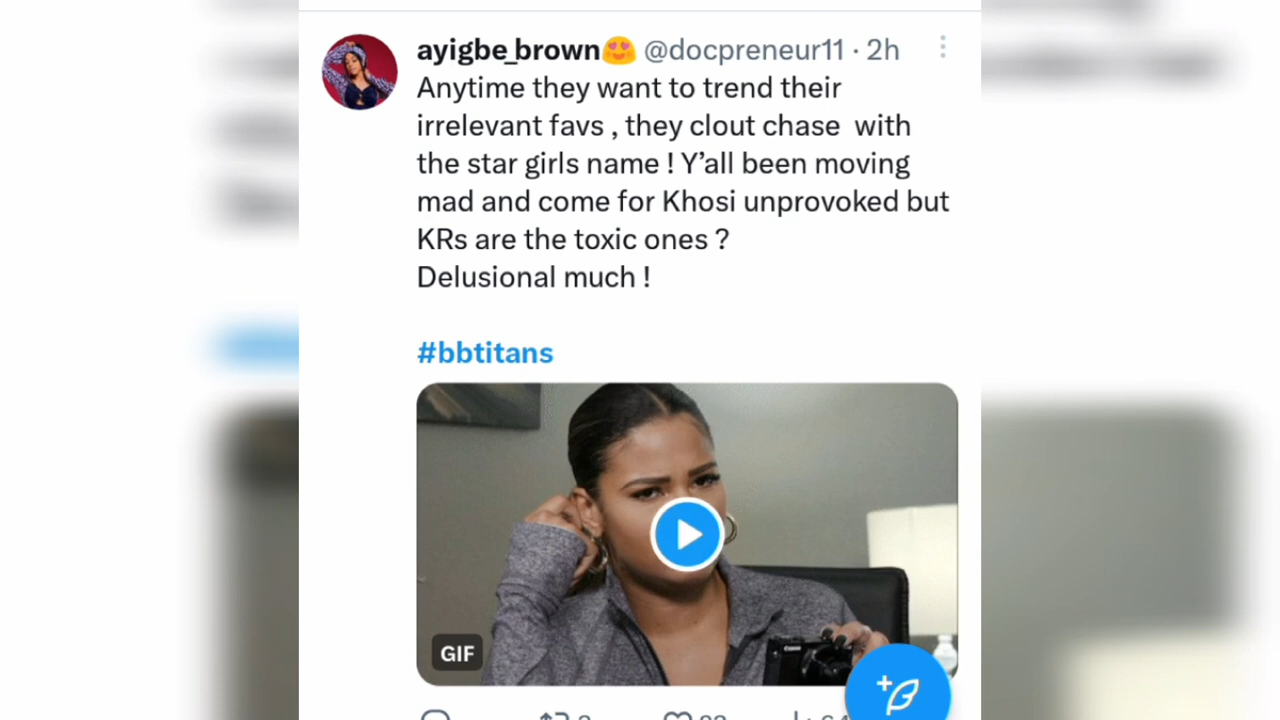 ayigbe_brown😍 @docpreneur11 · 2h
Anytime they want to trend their
irrelevant favs , they clout chase  with
the star girls name ! Y’all been moving
mad and come for Khosi unprovoked but
KRs are the toxic ones ?
Delusional much !
#bbtitans
Canon
GIF